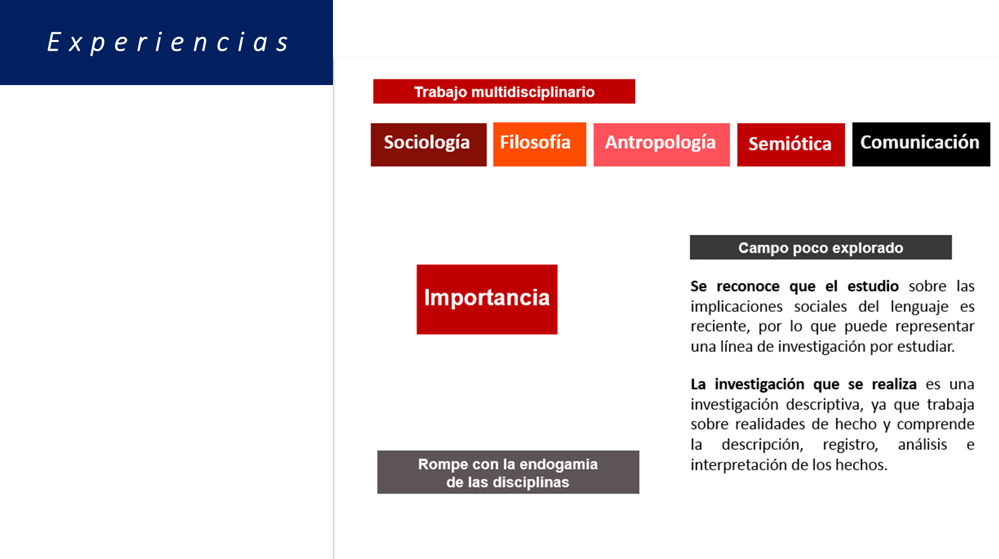 Experiencias
Trabajo multidisciplinario
Sociología
Filosofía
Antropología
Semiótica
Comunicación
Campo poco explorado
Importancia
Se reconoce que el estudio sobre las
implicaciones sociales del lenguaje es
reciente, por lo que puede representar
una línea de investigación por estudiar.
La investigación que se realiza es una
investigación descriptiva, ya que trabaja
sobre realidades de hecho y comprende
la descripción, registro, análisis e
interpretación de los hechos.
Rompe con la endogamia
de las disciplinas